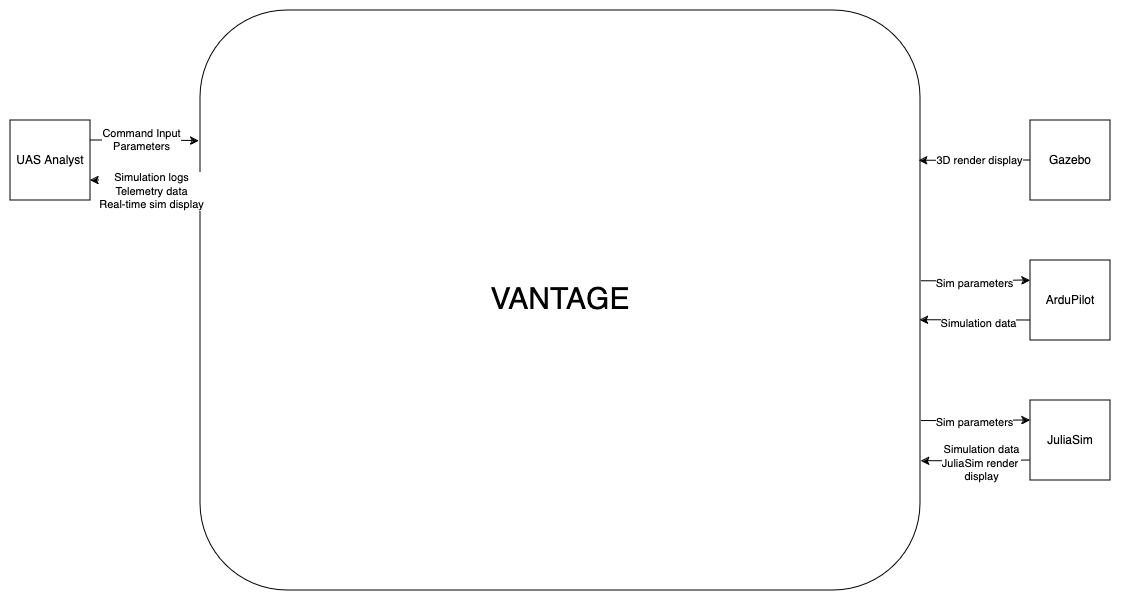 UAS Analyst
Command Input
Parameters
Simulation logs
Telemetry data
Real-time sim display
VANTAGE
3D render display
Gazebo
Sim parameters
Simulation data
ArduPilot
Sim parameters
Simulation data
JuliaSim render
display
JuliaSim